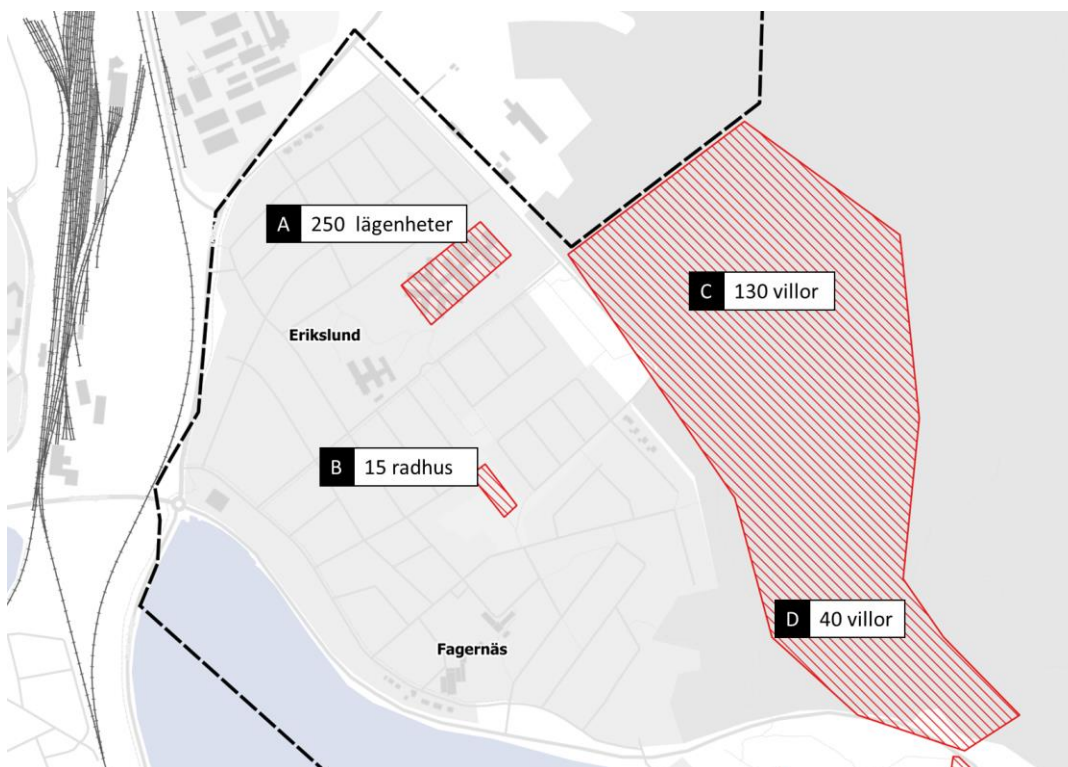 A 250 lägenheter
C 130 villor
Erikslund
B 15 radhus
D 40 villor
Fagernäs